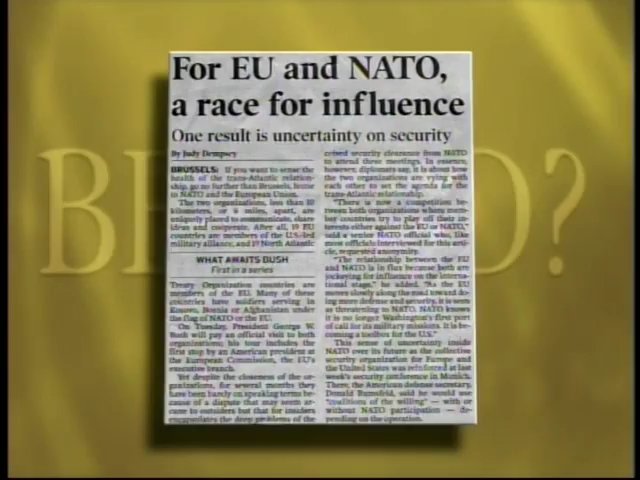 For EU and NATO,
a race for influence
One result is uncertainty on security
By Judy Dempsey
BRUSSELS: If you want to sense the
health of the trans-Atlantic relation-
ship, go no further than Brussels, home
to NATO and the European Union.
The two organizations, less than 10
kilometers, or 6 miles, apart, are
uniquely placed to communicate, share
ideas and cooperate. After all, 19 EU
countries are members of the U.S.-led
military alliance, and 19 North Atlantic
WHAT AWAITS BUSH
First in a series
Treaty Organization countries are
members of the EU. Many of these
countries have soldiers serving in
Kosovo, Bosnia or Afghanistan under
the flag of NATO or the EU.
On Tuesday, President George W.
Bush will pay an official visit to both
organizations; his tour includes the
first stop by an American president at
the European Commission, the EU's
executive branch.
Yet despite the closeness of the or-
ganizations, for several months they
have been barely on speaking terms be-
cause of a dispute that may seem ar-
cane to outsiders but that for insiders
encapsulates the deep problems of the
ceived security clearance from NATO
to attend these meetings. In essence,
however, diplomats say, it is about how
the two organizations are vying with
each other to set the agenda for the
trans-Atlantic relationship.
"There is now a competition be-
tween both organizations where mem-
ber countries try to play off their in-
terests either against the EU or NATO,"
said a senior NATO official who, like
most officials interviewed for this arti-
cle, requested anonymity.
"The relationship between the EU
and NATO is in flux because both are
jockeying for influence on the interna-
tional stage," he added. "As the EU
moves slowly along the road toward do-
ing more defense and security, it is seen
as threatening to NATO. NATO knows
it is no longer Washington's first port
of call for its military missions. It is be-
coming a toolbox for the U.S."
This sense of uncertainty inside
NATO over its future as the collective
security organization for Europe and
the United States was reinforced at last
week's security conference in Munich.
There, the American defense secretary,
Donald Rumsfeld, said he would use
"coalitions of the willing" — with or
without NATO participation — de-
pending on the operation.